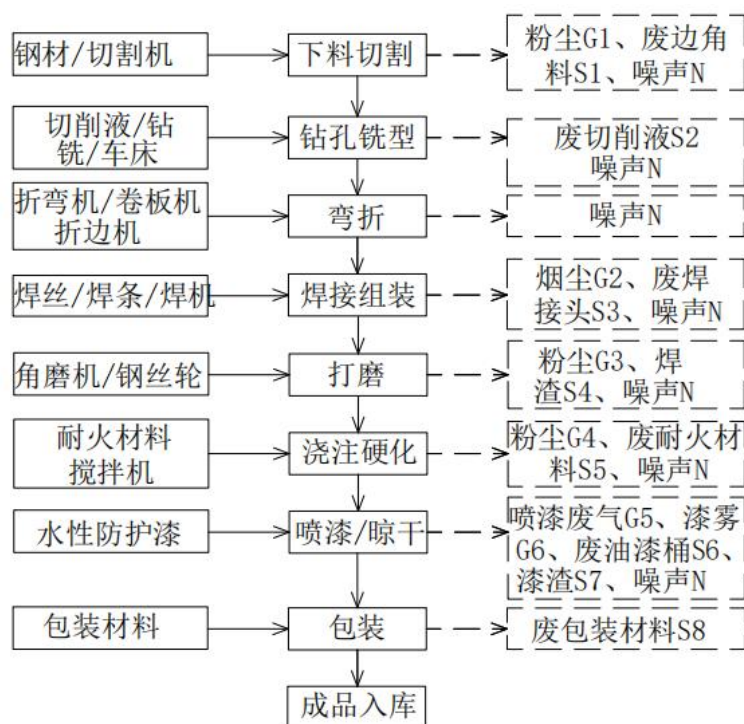 钢材/切割机
下料切割
粉尘G1、废边角
料S1、噪声N
切削液/钻
铣/车床
钻孔铣型
废切削液S2
噪声N
折弯机/卷板机
折边机
弯折
噪声N
焊丝/焊条/焊机
焊接组装
烟尘G2、废焊
接头S3、噪声N
角磨机/钢丝轮
打磨
粉尘G3、焊
渣S4、噪声N
耐火材料
搅拌机
浇注硬化
粉尘G4、废耐火材
料S5、噪声N
水性防护漆
喷漆/晾干
喷漆废气G5、漆雾
G6、废油漆桶S6、
漆渣S7、噪声N
包装材料
包装
废包装材料S8
成品入库